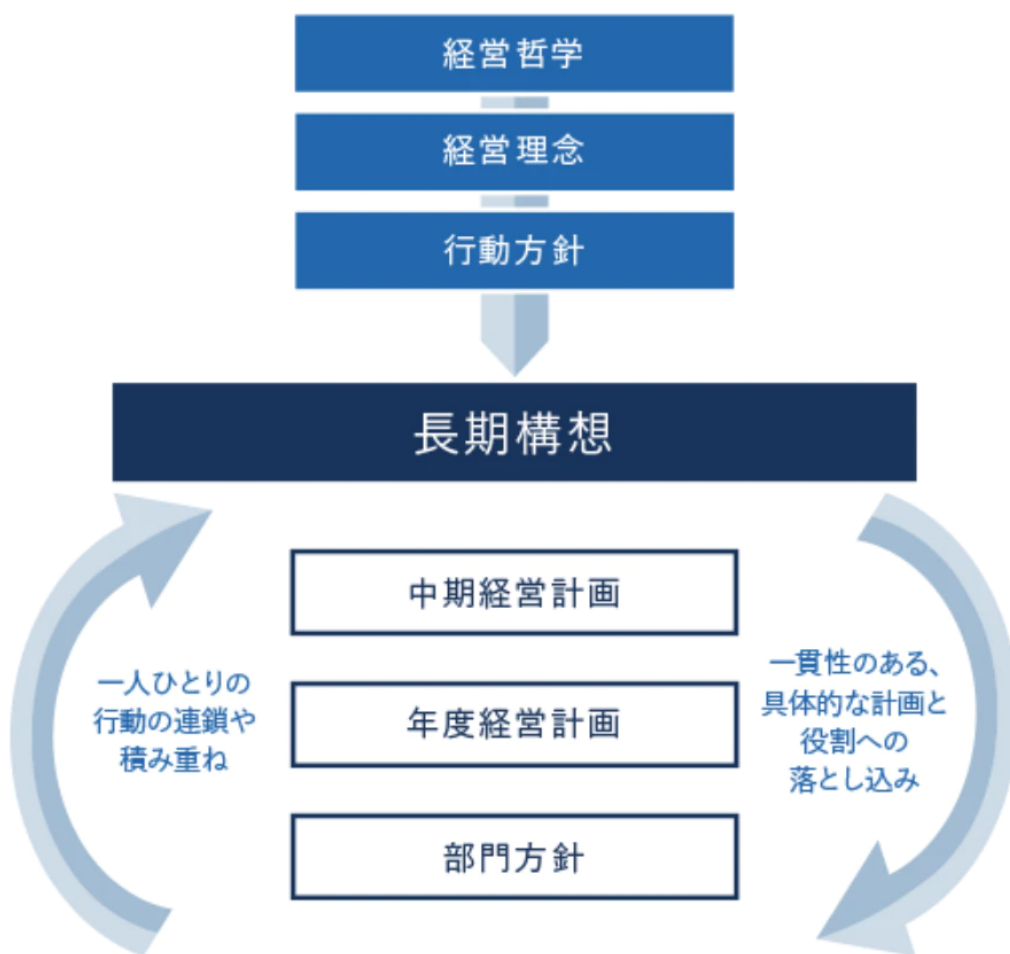 経営哲学
経営理念
行動方針
長期構想
中期経営計画
年度経営計画
部門方針
一人ひとりの
行動の連鎖や
積み重ね
一貫性のある、
具体的な計画と
役割への
落とし込み